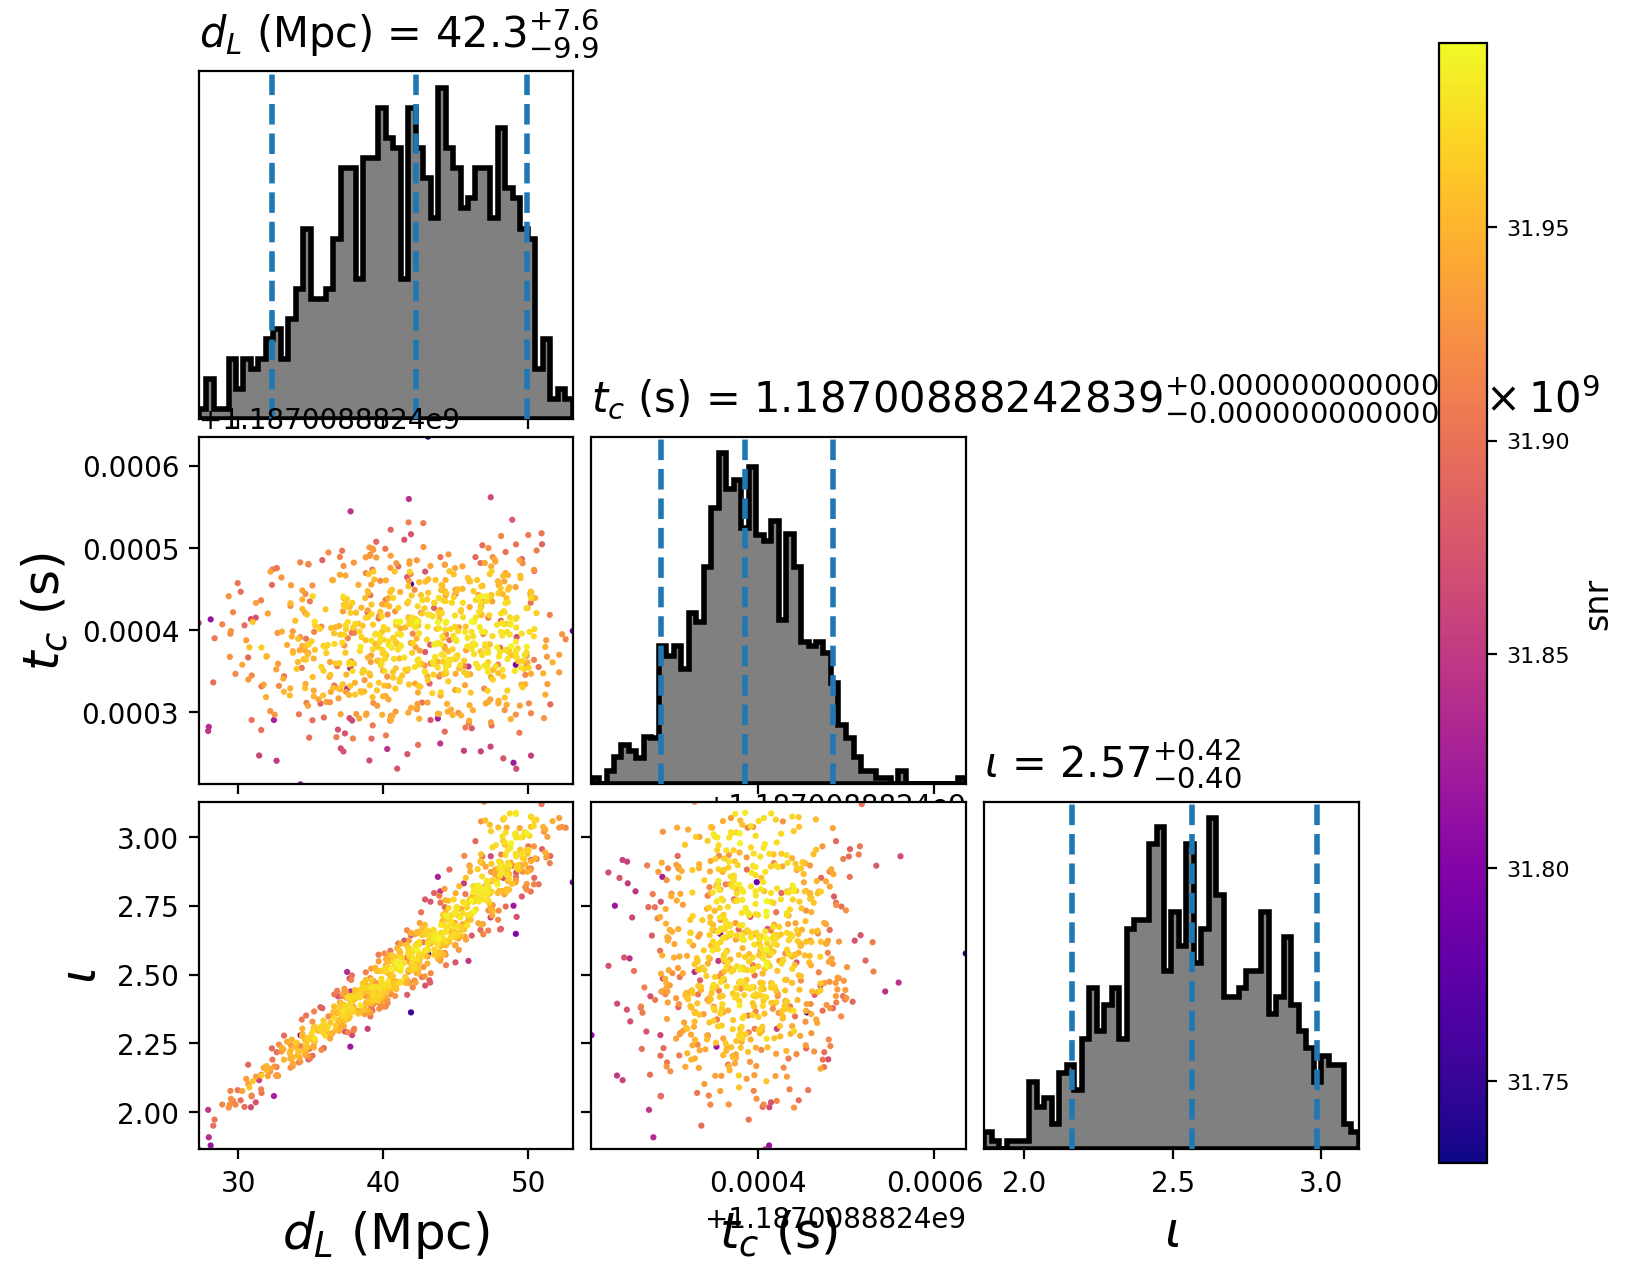 d_L (Mpc) = 42.3^{+7.6}_{−9.9}
+1.1870088824e9
t_c (s) = 1.18700888242839^{+0.000000000000}_{−0.000000000000} × 10^9
0.0006
0.0005
0.0004
0.0003
t_c (s)
ι = 2.57^{+0.42}_{−0.40}
+1.1870088824e9
3.00
2.75
2.50
2.25
2.00
ι
30 40 50
d_L (Mpc)
0.0004 0.0006
+1.1870088824e9
t_c (s)
2.0 2.5 3.0
ι
31.95
31.90
31.85
31.80
31.75
snr